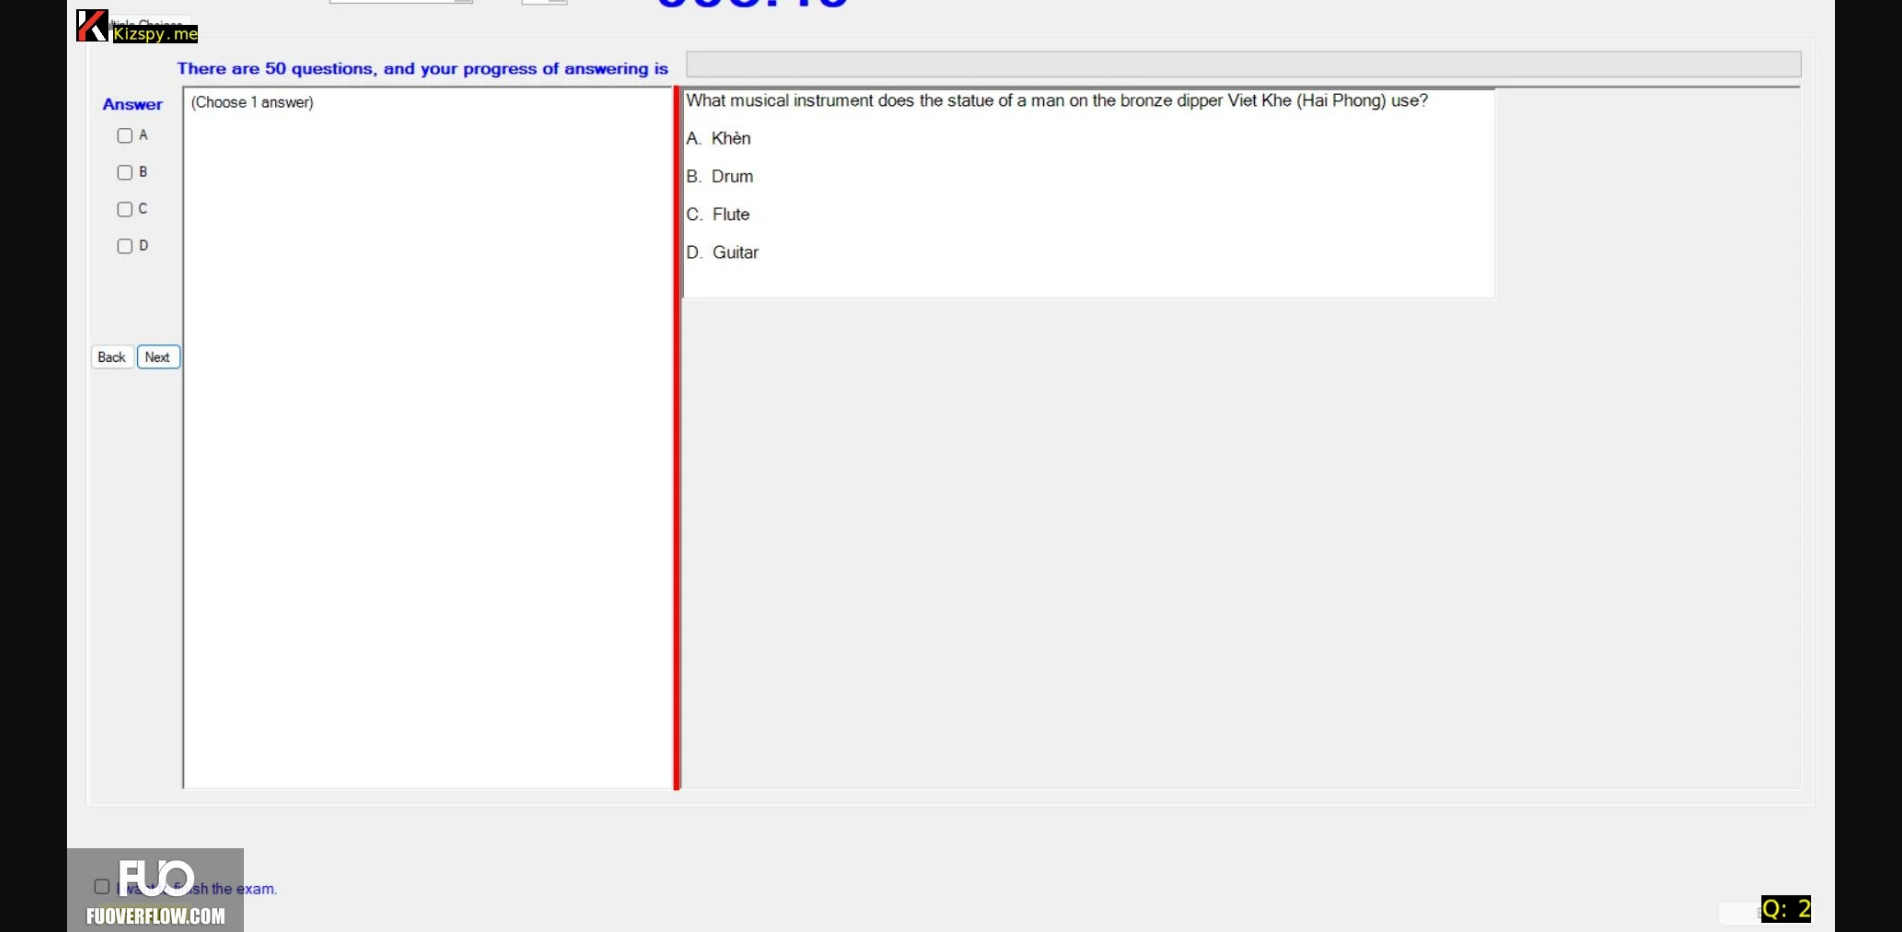 Kizspy.me
There are 50 questions, and your progress of answering is
Answer
(Choose 1 answer)
A
B
C
D
Back
Next
What musical instrument does the statue of a man on the bronze dipper Viet Khe (Hai Phong) use?
A. Khèn
B. Drum
C. Flute
D. Guitar
FUO
finish the exam.
FUOVERFLOW.COM
Q: 2